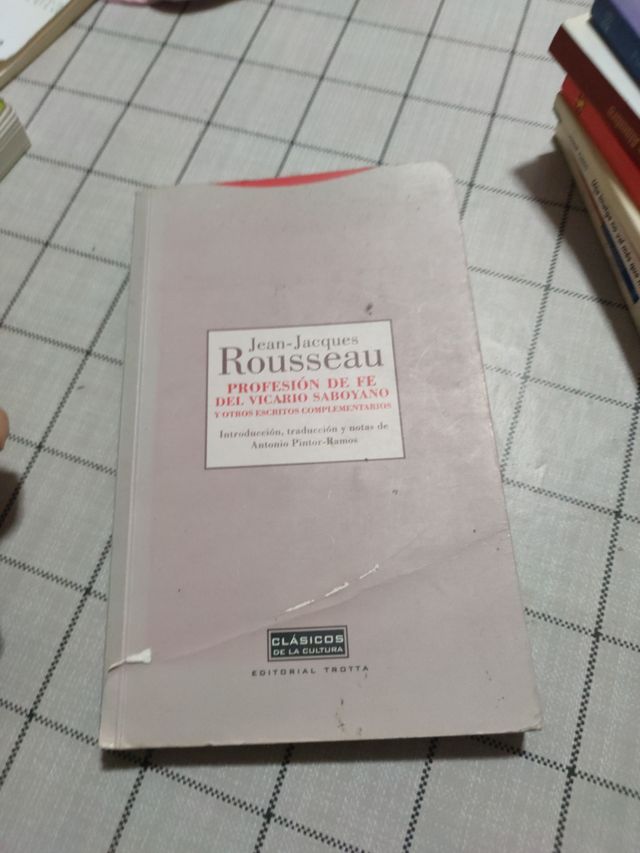 Jean-Jacques
Rousseau
PROFESIÓN DE FE
DEL VICARIO SABOYANO
Y OTROS ESCRITOS COMPLEMENTARIOS
Introducción, traducción y notas de
Antonio Pintor-Ramos
CLÁSICOS
DE LA CULTURA
EDITORIAL TROTTA